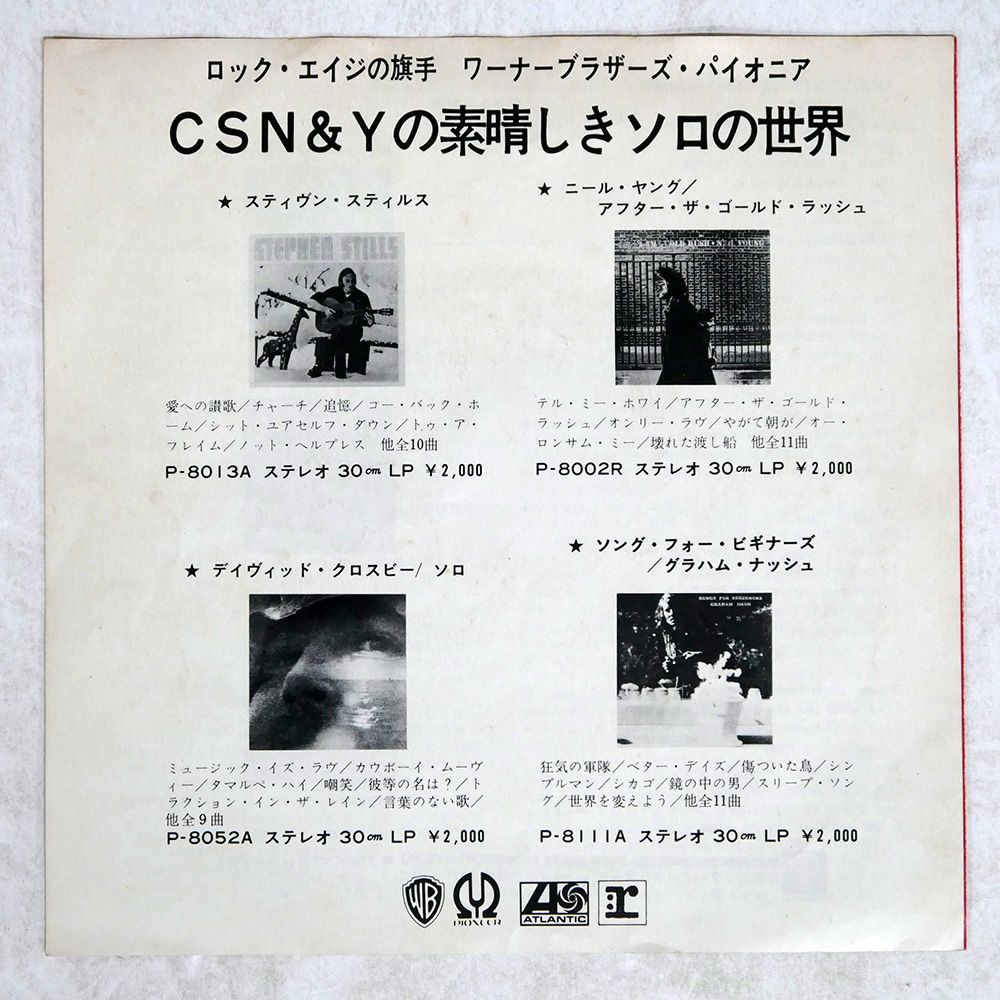 ロック・エイジの旗手　ワーナーブラザーズ・パイオニア
CSN&Yの素晴しきソロの世界
★ スティヴン・スティルス
STEPHEN STILLS
愛への讃歌／チャーチ／追憶／コー・バック・ホ
ーム／シット・ユアセルフ・ダウン／トゥ・ア・
フレイム／ノット・ヘルプレス　他全10曲
P-8013A ステレオ 30cm LP ¥2,000
★ ニール・ヤング／
アフター・ザ・ゴールド・ラッシュ
テル・ミー・ホワイ／アフター・ザ・ゴールド・
ラッシュ／オンリー・ラヴ／やがて朝が／オー・
ロンサム・ミー／壊れた渡し船　他全11曲
P-8002R ステレオ 30cm LP ¥2,000
★ デイヴィッド・クロスビー/ ソロ
ミュージック・イズ・ラヴ／カウボーイ・ムーヴ
ィー／タマルペ・ハイ／嘲笑／彼等の名は？／ト
ラクション・イン・ザ・レイン／言葉のない歌／
他全９曲
P-8052A ステレオ 30cm LP ¥2,000
★ ソング・フォー・ビギナーズ
／グラハム・ナッシュ
SONGS FOR BEGINNERS
GRAHAM NASH
狂気の軍隊／ベター・デイズ／傷ついた鳥／シン
プルマン／シカゴ／鏡の中の男／スリープ・ソン
グ／世界を変えよう／他全11曲
P-8111A ステレオ 30cm LP ¥2,000
WB
PIONEER
ATLANTIC
r